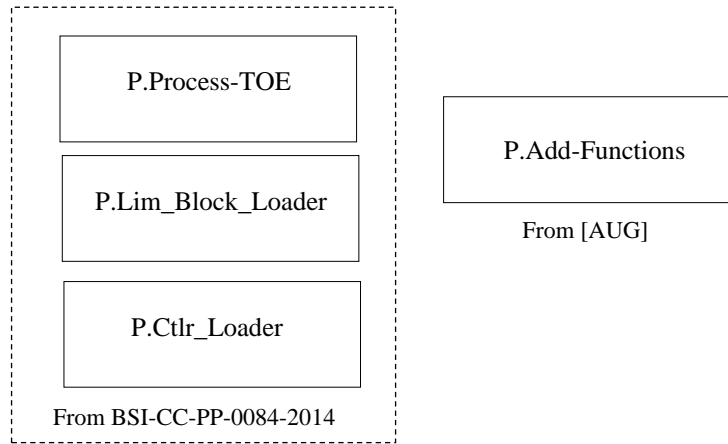 P.Process-TOE
P.Lim_Block_Loader
P.Ctlr_Loader
From BSI-CC-PP-0084-2014
P.Add-Functions
From [AUG]